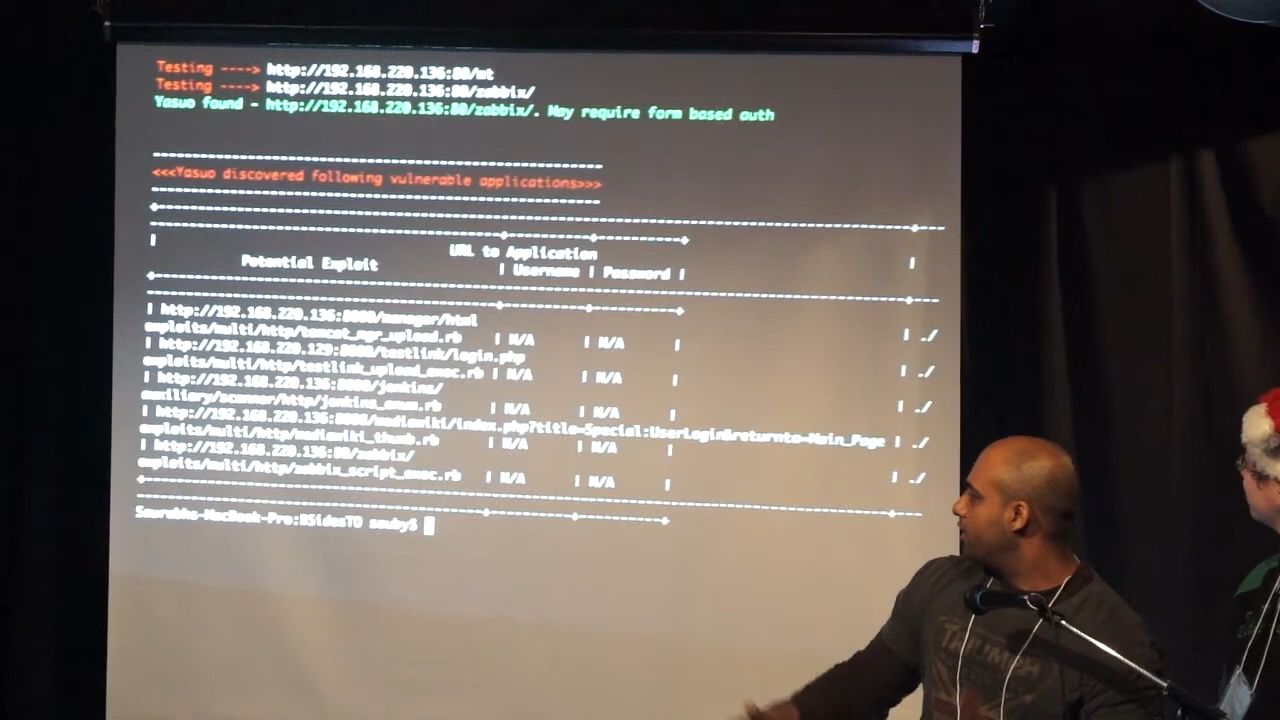 Testing ----> http://192.168.220.136:80/mt
Testing ----> http://192.168.220.136:80/zabbix/
Yasuo found - http://192.168.220.136:80/zabbix/. May require form based auth
<<<Yasuo discovered following vulnerable applications>>>
| URL to Application |
Potential Exploit | Username | Password |
| http://192.168.220.136:8080/manager/html | ./
exploits/multi/http/tomcat_mgr_upload.rb | N/A | N/A |
| http://192.168.220.129:8080/testlink/login.php | ./
exploits/multi/http/testlink_upload_exec.rb | N/A | N/A |
| http://192.168.220.136:8080/jenkins/ | ./
auxiliary/scanner/http/jenkins_enum.rb | N/A | N/A |
| http://192.168.220.136:8080/mediawiki/index.php?title=Special:UserLogin&returnto=Main_Page | ./
exploits/multi/http/mediawiki_thumb.rb | N/A | N/A |
| http://192.168.220.136:80/zabbix/ | ./
exploits/multi/http/zabbix_script_exec.rb | N/A | N/A |
Saurabhs-MacBook-Pro:BSidesTO sauby$